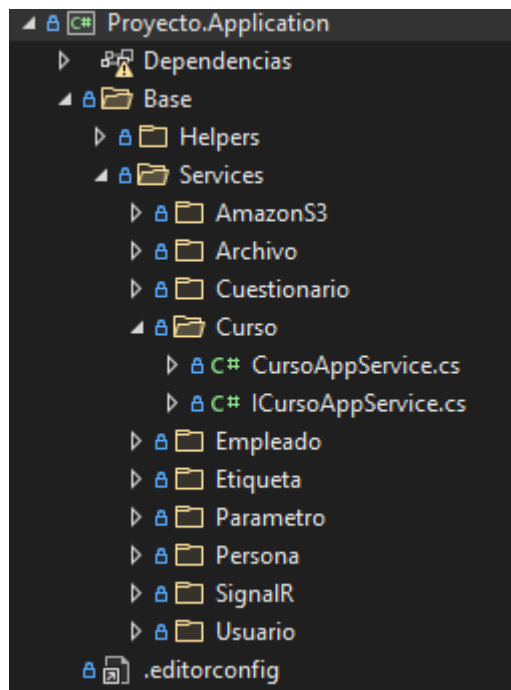 C# Proyecto.Application
Dependencias
Base
Helpers
Services
AmazonS3
Archivo
Cuestionario
Curso
C# CursoAppService.cs
C# ICursoAppService.cs
Empleado
Etiqueta
Parametro
Persona
SignalR
Usuario
.editorconfig